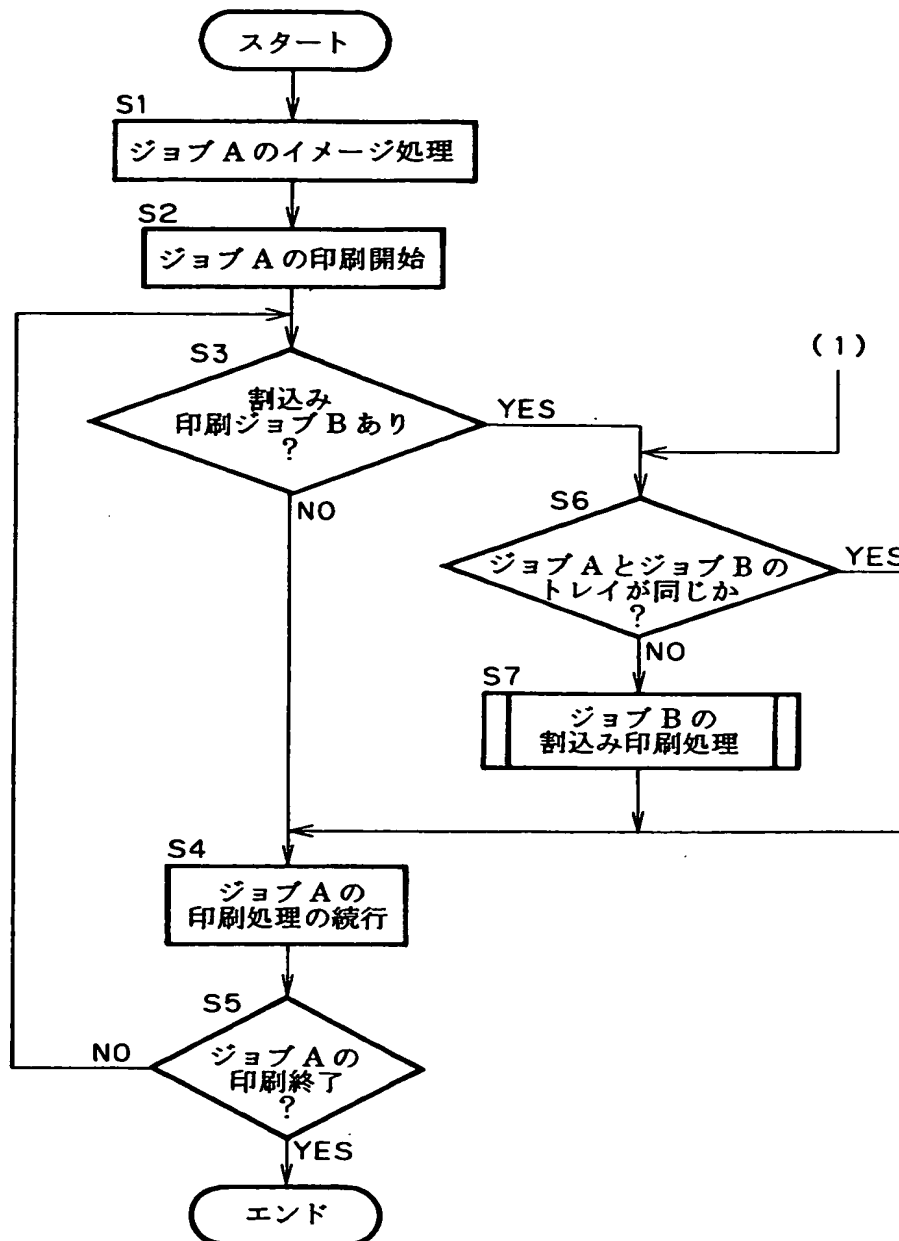 スタート
S1
ジョブAのイメージ処理
S2
ジョブAの印刷開始
S3
割込み
印刷ジョブBあり
?
YES
NO
(1)
S6
ジョブAとジョブBの
トレイが同じか
?
YES
NO
S7
ジョブBの
割込み印刷処理
S4
ジョブAの
印刷処理の続行
S5
ジョブAの
印刷終了
?
NO
YES
エンド